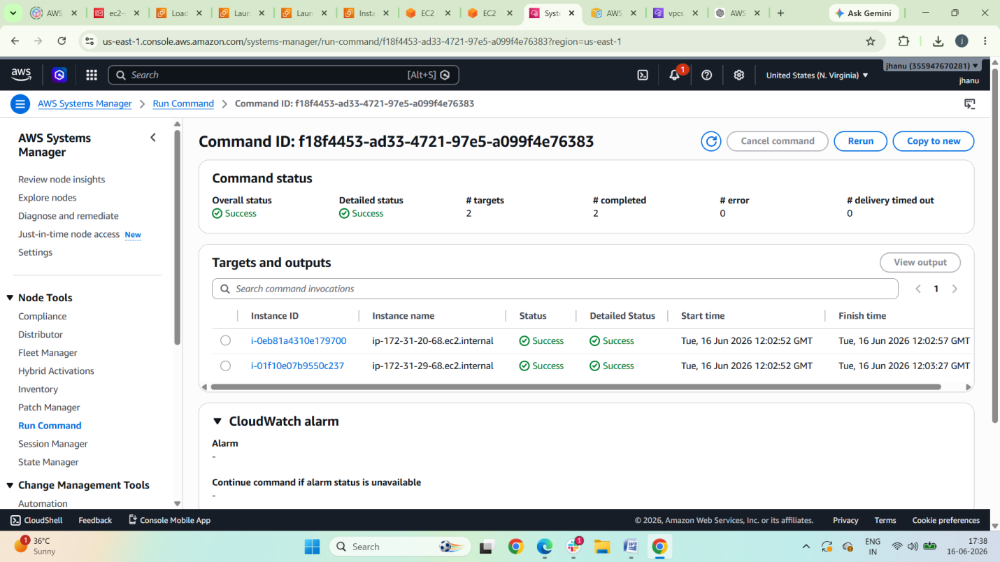 AWS
ec2-
Load
Laun
Laun
Insta
EC2
EC2
Syste
AWS
vpcs
AWS
Ask Gemini
us-east-1.console.aws.amazon.com/systems-manager/run-command/f18f4453-ad33-4721-97e5-a099f4e76383?region=us-east-1
j
aws
Search
[Alt+S]
1
United States (N. Virginia)
jhanu (355947670281)
jhanu
AWS Systems Manager
Run Command
Command ID: f18f4453-ad33-4721-97e5-a099f4e76383
AWS Systems
Manager
Review node insights
Explore nodes
Diagnose and remediate
Just-in-time node access New
Settings
Node Tools
Compliance
Distributor
Fleet Manager
Hybrid Activations
Inventory
Patch Manager
Run Command
Session Manager
State Manager
Change Management Tools
Automation
Command ID: f18f4453-ad33-4721-97e5-a099f4e76383
Cancel command
Rerun
Copy to new
Command status
Overall status Detailed status # targets # completed # error # delivery timed out
Success Success 2 2 0 0
Targets and outputs
View output
Search command invocations
1
Instance ID Instance name Status Detailed Status Start time Finish time
i-0eb81a4310e179700 ip-172-31-20-68.ec2.internal Success Success Tue, 16 Jun 2026 12:02:52 GMT Tue, 16 Jun 2026 12:02:57 GMT
i-01f10e07b9550c237 ip-172-31-29-68.ec2.internal Success Success Tue, 16 Jun 2026 12:02:52 GMT Tue, 16 Jun 2026 12:03:27 GMT
CloudWatch alarm
Alarm
-
Continue command if alarm status is unavailable
-
CloudShell Feedback Console Mobile App © 2026, Amazon Web Services, Inc. or its affiliates. Privacy Terms Cookie preferences
1
36°C
Sunny
Search
1
ENG
IN
17:38
16-06-2026